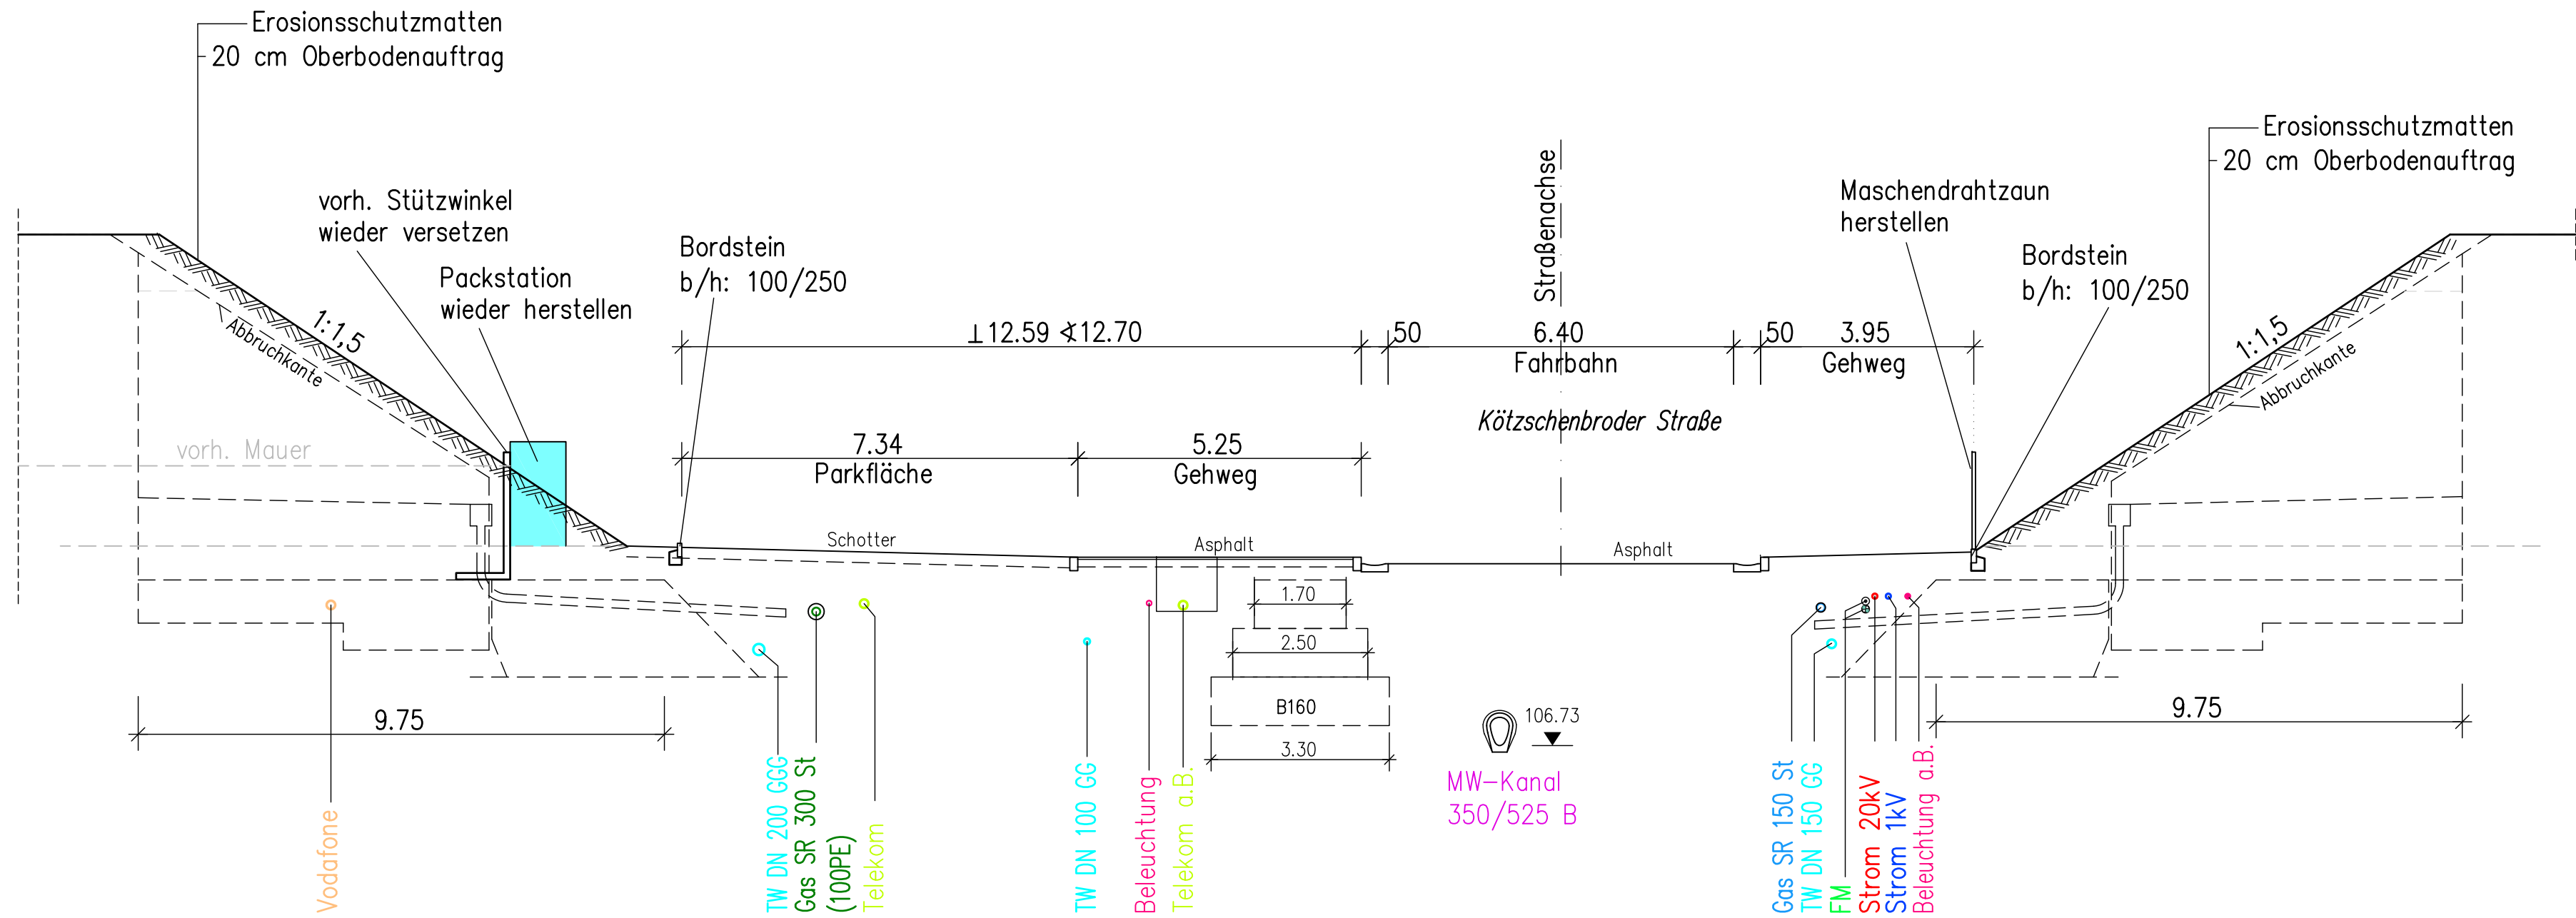 Erosionsschutzmatten
20 cm Oberbodenauftrag
Erosionsschutzmatten
20 cm Oberbodenauftrag
vorh. Stützwinkel
wieder versetzen
Packstation
wieder herstellen
Bordstein
b/h: 100/250
Straßenachse
Maschendrahtzaun
herstellen
Bordstein
b/h: 100/250
1:1,5
Abbruchkante
1:1,5
Abbruchkante
⊥12.59 ∢12.70
50
6.40
Fahrbahn
50
3.95
Gehweg
Kötzschenbroder Straße
7.34
Parkfläche
5.25
Gehweg
vorh. Mauer
Schotter
Asphalt
Asphalt
1.70
2.50
B160
3.30
9.75
9.75
106.73
MW-Kanal
350/525 B
Vodafone
TW DN 200 GGG
Gas SR 300 St
(100PE)
Telekom
TW DN 100 GG
Beleuchtung
Telekom a.B.
Gas SR 150 St
TW DN 150 GG
FM
Strom 20kV
Strom 1kV
Beleuchtung a.B.